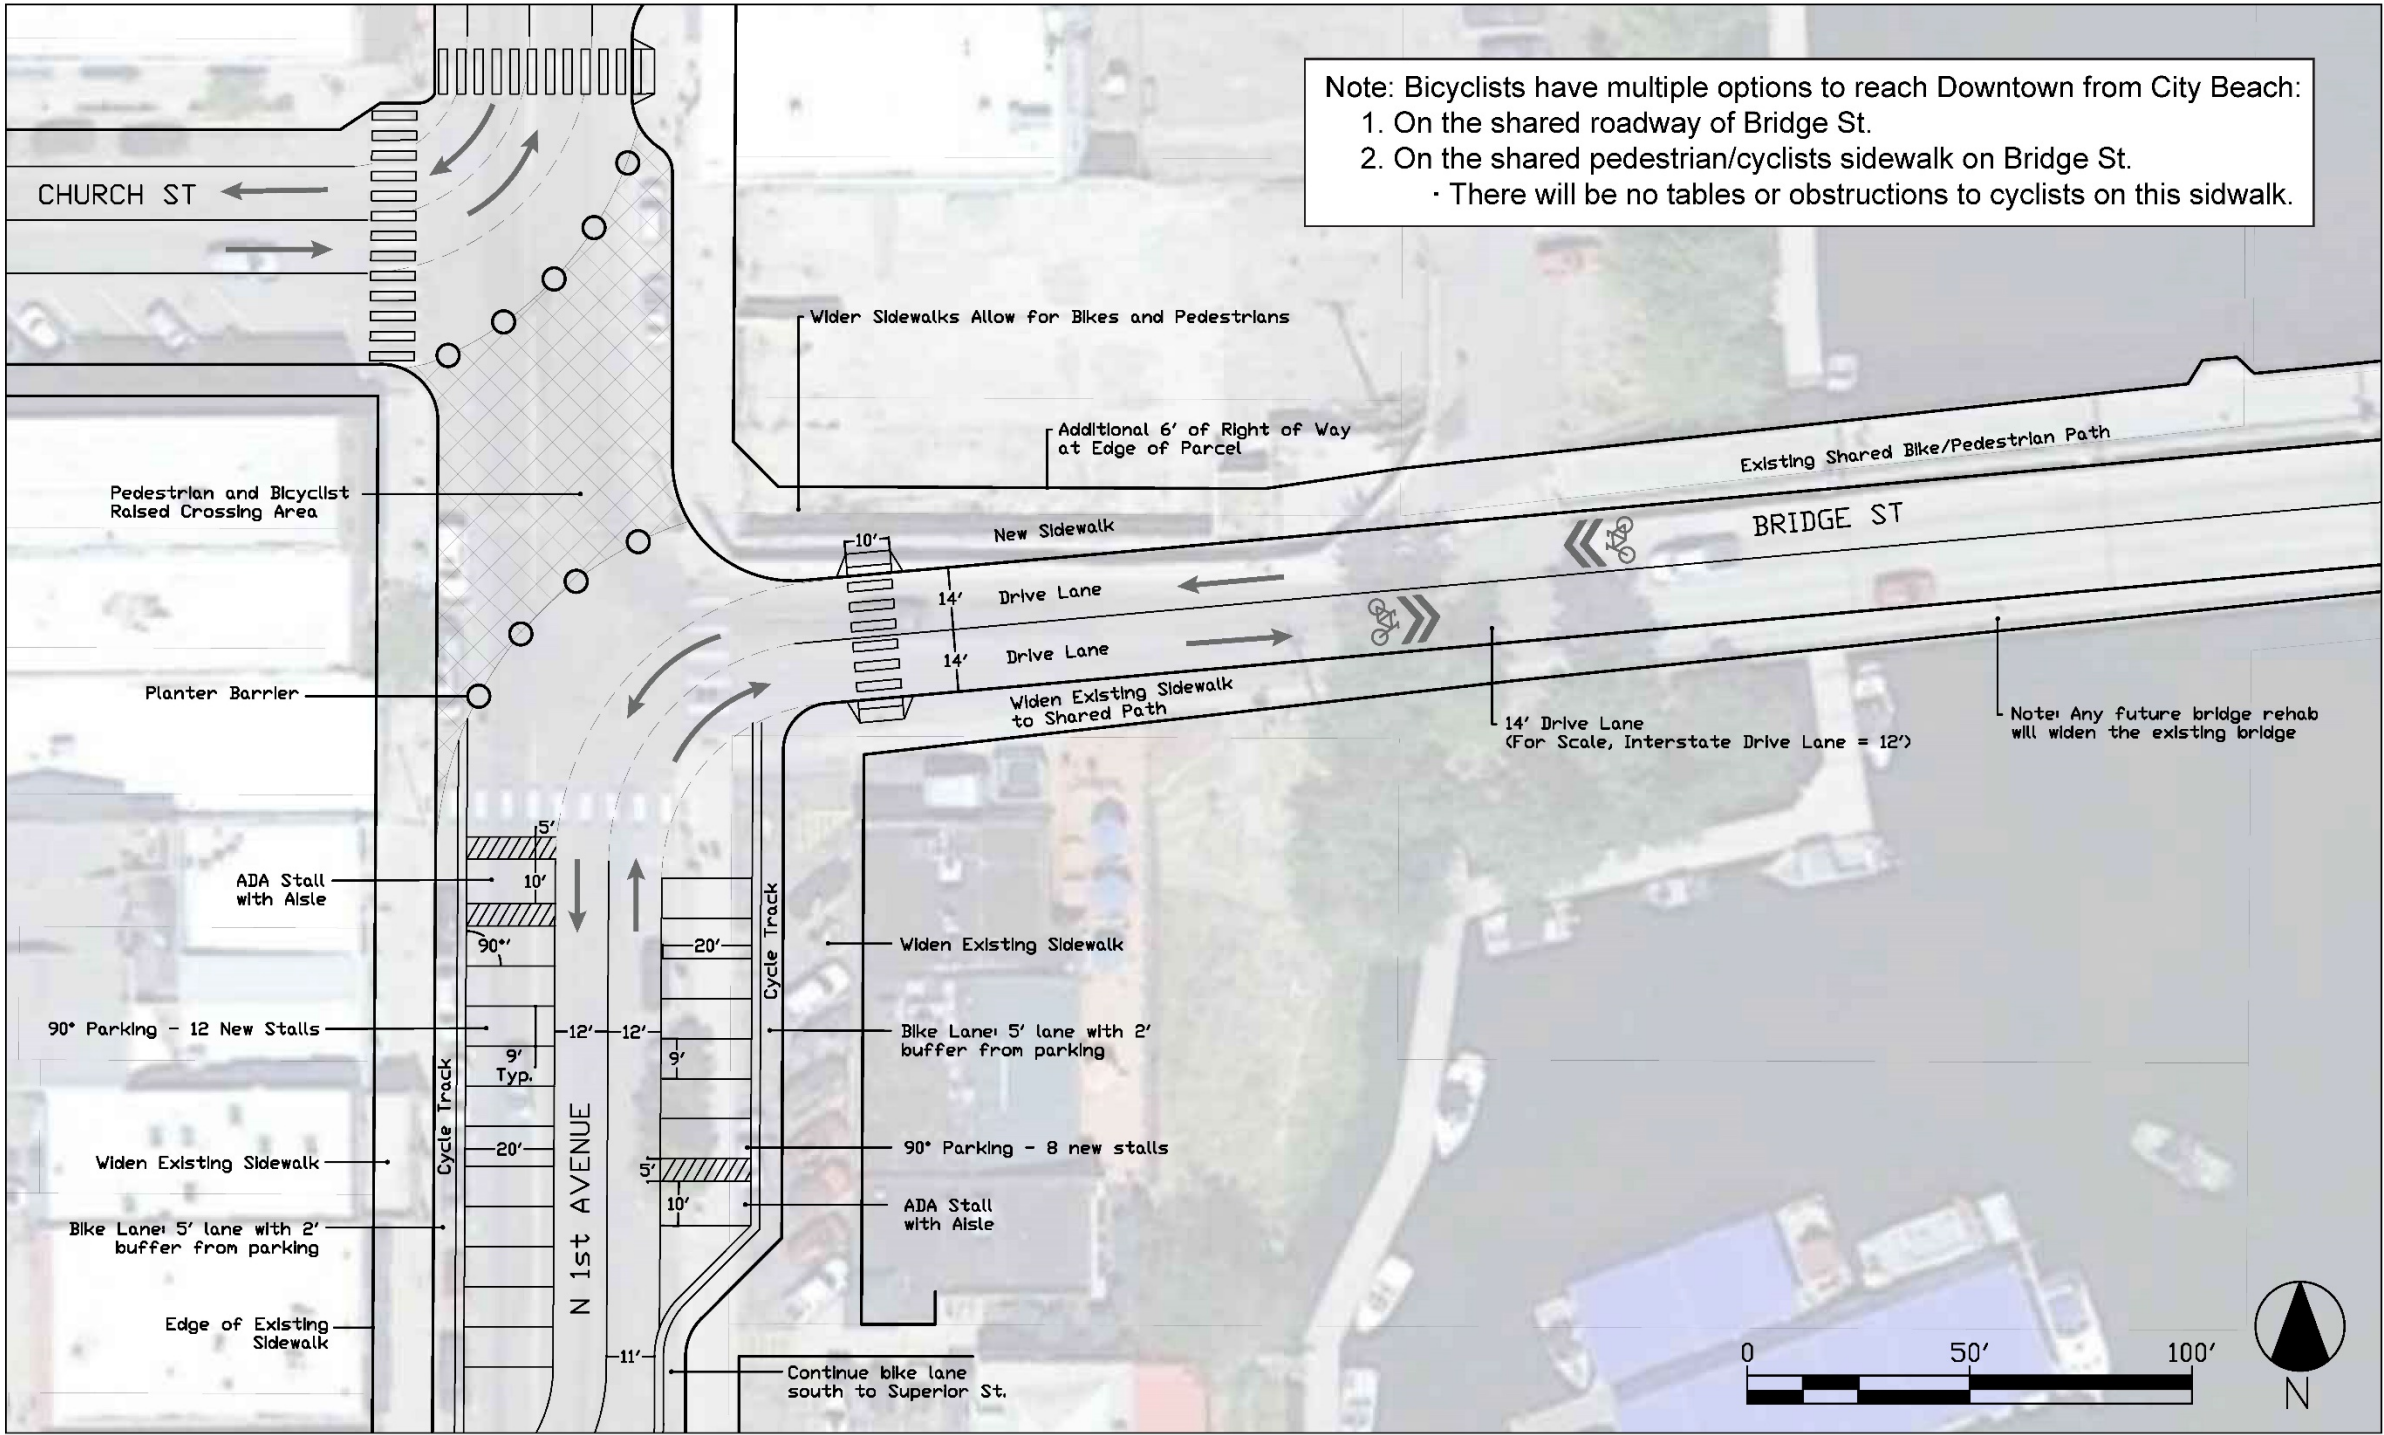 Note: Bicyclists have multiple options to reach Downtown from City Beach:
1. On the shared roadway of Bridge St.
2. On the shared pedestrian/cyclists sidewalk on Bridge St.
· There will be no tables or obstructions to cyclists on this sidwalk.
CHURCH ST
Wider Sidewalks Allow for Bikes and Pedestrians
Additional 6' of Right of Way
at Edge of Parcel
Existing Shared Bike/Pedestrian Path
Pedestrian and Bicyclist
Raised Crossing Area
New Sidewalk
BRIDGE ST
10'
14'
Drive Lane
14'
Drive Lane
Widen Existing Sidewalk
to Shared Path
Planter Barrier
14' Drive Lane
(For Scale, Interstate Drive Lane = 12')
Note: Any future bridge rehab
will widen the existing bridge
5'
ADA Stall
with Aisle
10'
90°'
20'
Cycle Track
Widen Existing Sidewalk
90° Parking - 12 New Stalls
12'
12'
Bike Lane: 5' lane with 2'
buffer from parking
9'
Typ.
9'
Cycle Track
20'
90° Parking - 8 new stalls
Widen Existing Sidewalk
5'
10'
ADA Stall
with Aisle
Bike Lane: 5' lane with 2'
buffer from parking
N 1st AVENUE
Edge of Existing
Sidewalk
11'
Continue bike lane
south to Superior St.
0
50'
100'
N